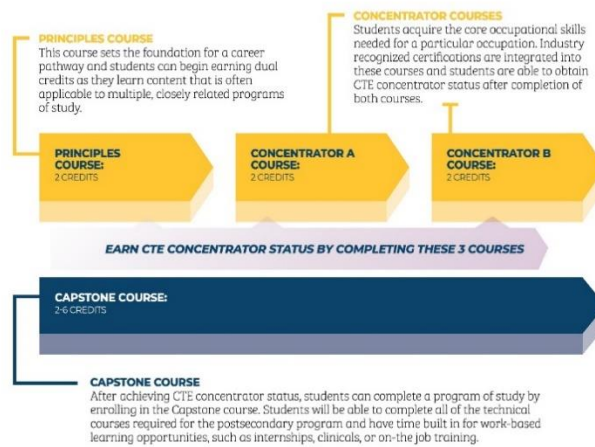 PRINCIPLES COURSE
This course sets the foundation for a career
pathway and students can begin earning dual
credits as they learn content that is often
applicable to multiple, closely related programs
of study.
CONCENTRATOR COURSES
Students acquire the core occupational skills
needed for a particular occupation. Industry
recognized certifications are integrated into
these courses and students are able to obtain
CTE concentrator status after completion of
both courses.
PRINCIPLES
COURSE:
2 CREDITS
CONCENTRATOR A
COURSE:
2 CREDITS
CONCENTRATOR B
COURSE:
2 CREDITS
EARN CTE CONCENTRATOR STATUS BY COMPLETING THESE 3 COURSES
CAPSTONE COURSE:
2-6 CREDITS
CAPSTONE COURSE
After achieving CTE concentrator status, students can complete a program of study by
enrolling in the Capstone course. Students will be able to complete all of the technical
courses required for the postsecondary program and have time built in for work-based
learning opportunities, such as internships, clinicals, or on-the job training.